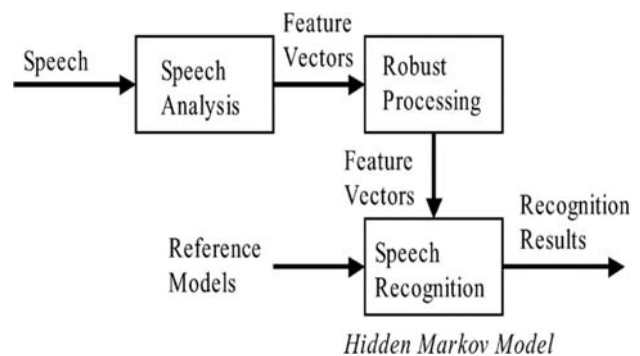 Speech
Speech
Analysis
Feature
Vectors
Robust
Processing
Feature
Vectors
Reference
Models
Speech
Recognition
Recognition
Results
Hidden Markov Model